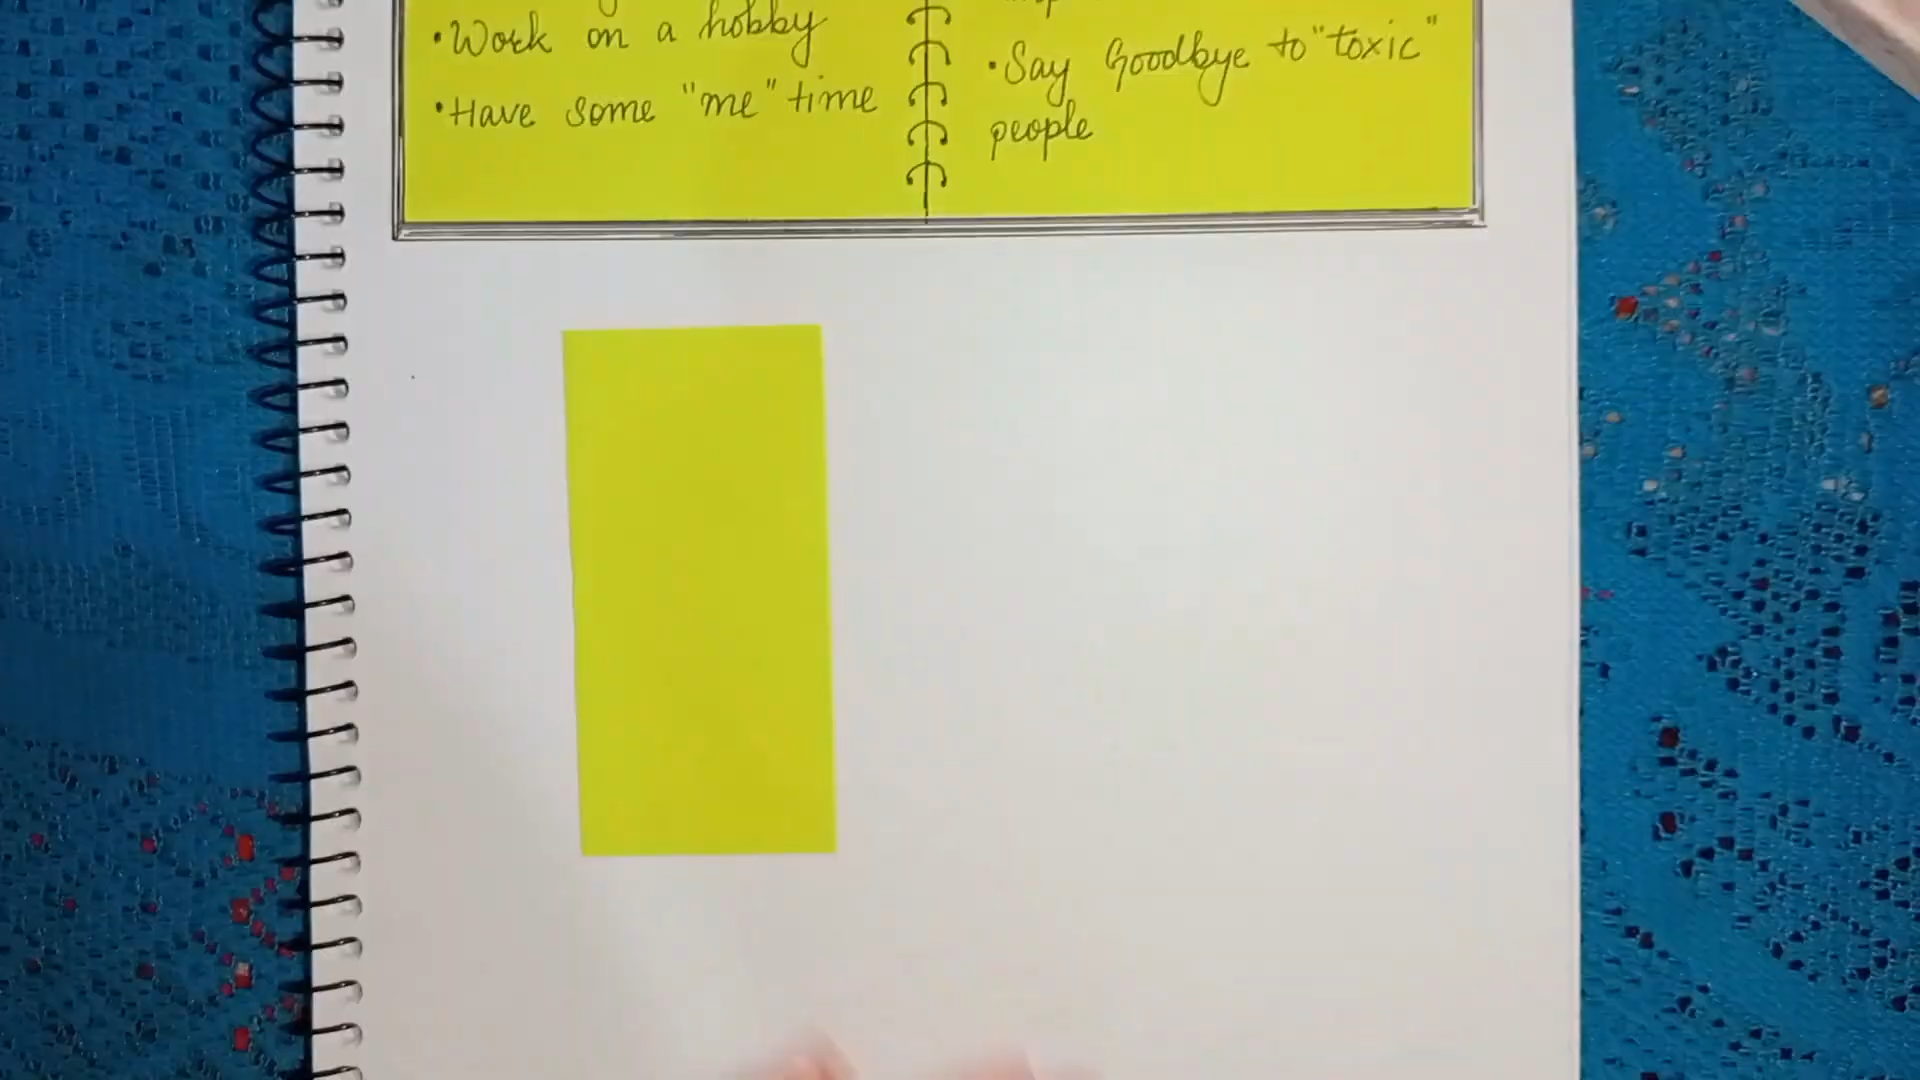 •Work on a hobby
•Have some "me" time
•Say Goodbye to "toxic"
people